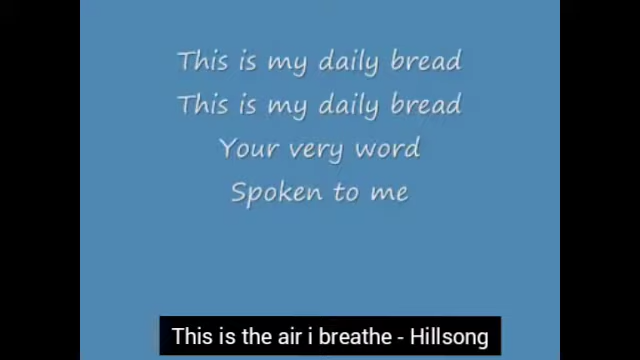 This is my daily bread
This is my daily bread
Your very word
Spoken to me
This is the air i breathe - Hillsong